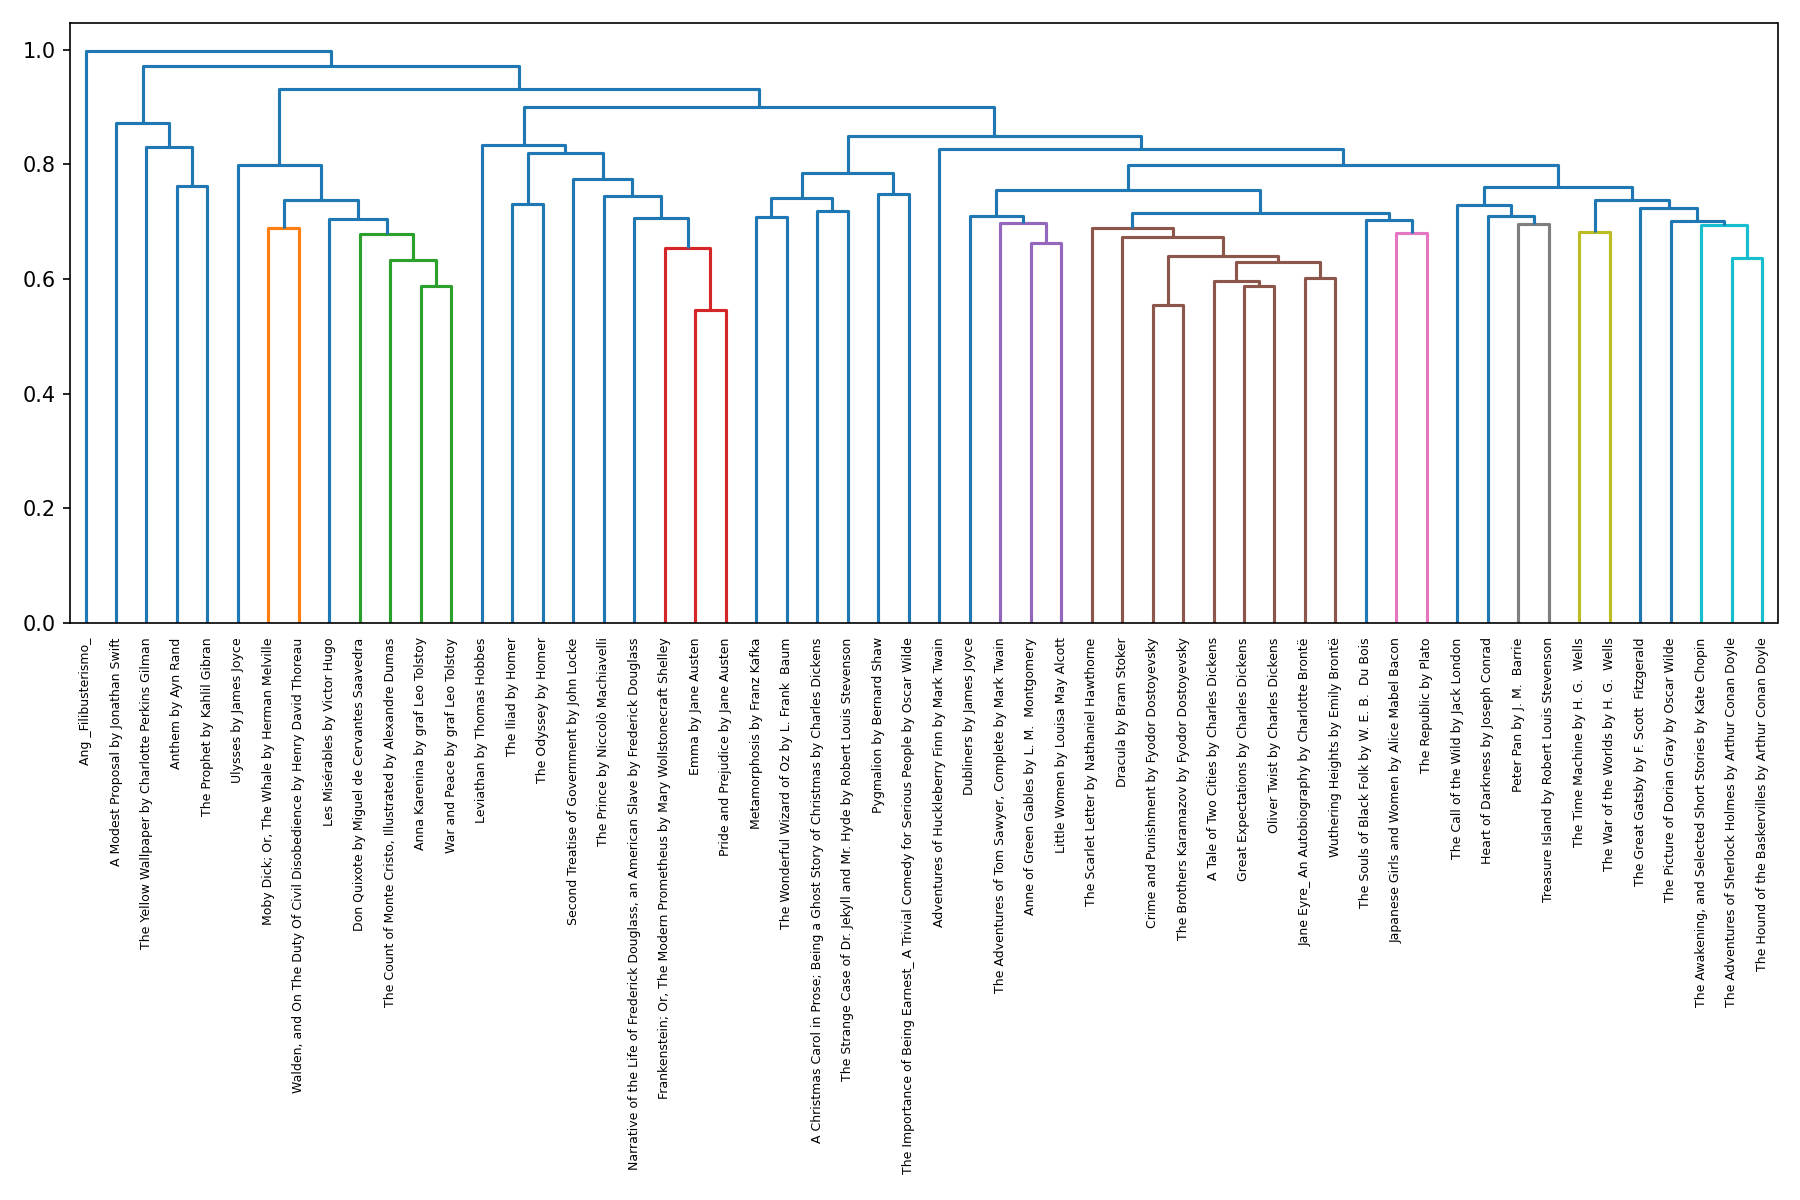 1.0
0.8
0.6
0.4
0.2
0.0
Ang _Filibusterismo_
A Modest Proposal by Jonathan Swift
The Yellow Wallpaper by Charlotte Perkins Gilman
Anthem by Ayn Rand
The Prophet by Kahlil Gibran
Ulysses by James Joyce
Moby Dick; Or, The Whale by Herman Melville
Walden, and On The Duty Of Civil Disobedience by Henry David Thoreau
Les Misérables by Victor Hugo
Don Quixote by Miguel de Cervantes Saavedra
The Count of Monte Cristo, Illustrated by Alexandre Dumas
Anna Karenina by graf Leo Tolstoy
War and Peace by graf Leo Tolstoy
Leviathan by Thomas Hobbes
The Iliad by Homer
The Odyssey by Homer
Second Treatise of Government by John Locke
The Prince by Niccolò Machiavelli
Narrative of the Life of Frederick Douglass, an American Slave by Frederick Douglass
Frankenstein; Or, The Modern Prometheus by Mary Wollstonecraft Shelley
Emma by Jane Austen
Pride and Prejudice by Jane Austen
Metamorphosis by Franz Kafka
The Wonderful Wizard of Oz by L. Frank  Baum
A Christmas Carol in Prose; Being a Ghost Story of Christmas by Charles Dickens
The Strange Case of Dr. Jekyll and Mr. Hyde by Robert Louis Stevenson
Pygmalion by Bernard Shaw
The Importance of Being Earnest_ A Trivial Comedy for Serious People by Oscar Wilde
Adventures of Huckleberry Finn by Mark Twain
Dubliners by James Joyce
The Adventures of Tom Sawyer, Complete by Mark Twain
Anne of Green Gables by L. M.  Montgomery
Little Women by Louisa May Alcott
The Scarlet Letter by Nathaniel Hawthorne
Dracula by Bram Stoker
Crime and Punishment by Fyodor Dostoyevsky
The Brothers Karamazov by Fyodor Dostoyevsky
A Tale of Two Cities by Charles Dickens
Great Expectations by Charles Dickens
Oliver Twist by Charles Dickens
Jane Eyre_ An Autobiography by Charlotte Brontë
Wuthering Heights by Emily Brontë
The Souls of Black Folk by W. E. B.  Du Bois
Japanese Girls and Women by Alice Mabel Bacon
The Republic by Plato
The Call of the Wild by Jack London
Heart of Darkness by Joseph Conrad
Peter Pan by J. M.  Barrie
Treasure Island by Robert Louis Stevenson
The Time Machine by H. G.  Wells
The War of the Worlds by H. G.  Wells
The Great Gatsby by F. Scott  Fitzgerald
The Picture of Dorian Gray by Oscar Wilde
The Awakening, and Selected Short Stories by Kate Chopin
The Adventures of Sherlock Holmes by Arthur Conan Doyle
The Hound of the Baskervilles by Arthur Conan Doyle